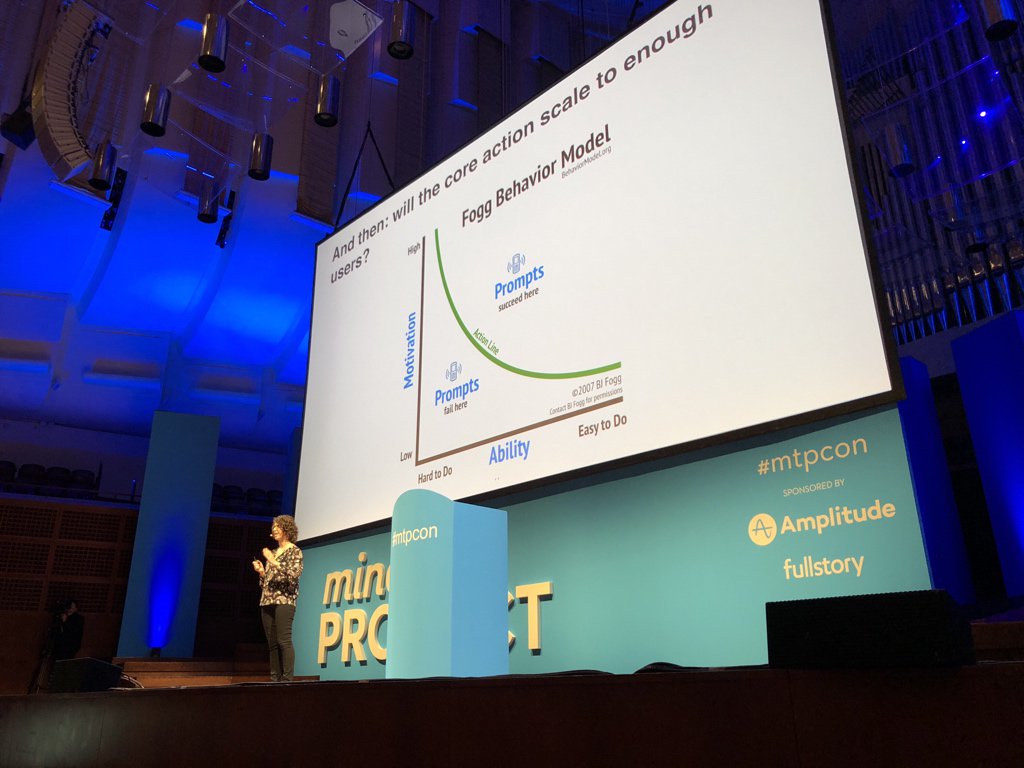 And then: will the core action scale to enough
users?
Fogg Behavior Model
BehaviorModel.org
High
Prompts
succeed here
Motivation
Action Line
Prompts
fail here
©2007 BJ Fogg
Contact BJ Fogg for permissions
Low
Hard to Do
Ability
Easy to Do
#mtpcon
SPONSORED BY
Amplitude
fullstory
#mtpcon
min
PRO CT